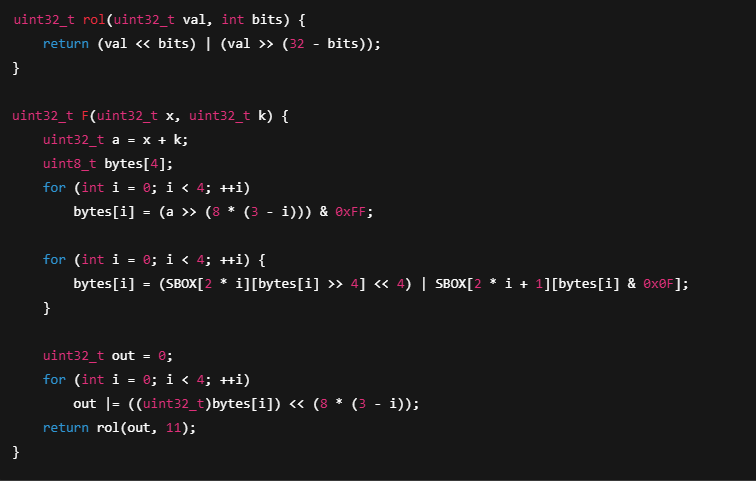 uint32_t rol(uint32_t val, int bits) {
    return (val << bits) | (val >> (32 - bits));
}

uint32_t F(uint32_t x, uint32_t k) {
    uint32_t a = x + k;
    uint8_t bytes[4];
    for (int i = 0; i < 4; ++i)
        bytes[i] = (a >> (8 * (3 - i))) & 0xFF;

    for (int i = 0; i < 4; ++i) {
        bytes[i] = (SBOX[2 * i][bytes[i] >> 4] << 4) | SBOX[2 * i + 1][bytes[i] & 0x0F];
    }

    uint32_t out = 0;
    for (int i = 0; i < 4; ++i)
        out |= ((uint32_t)bytes[i]) << (8 * (3 - i));
    return rol(out, 11);
}